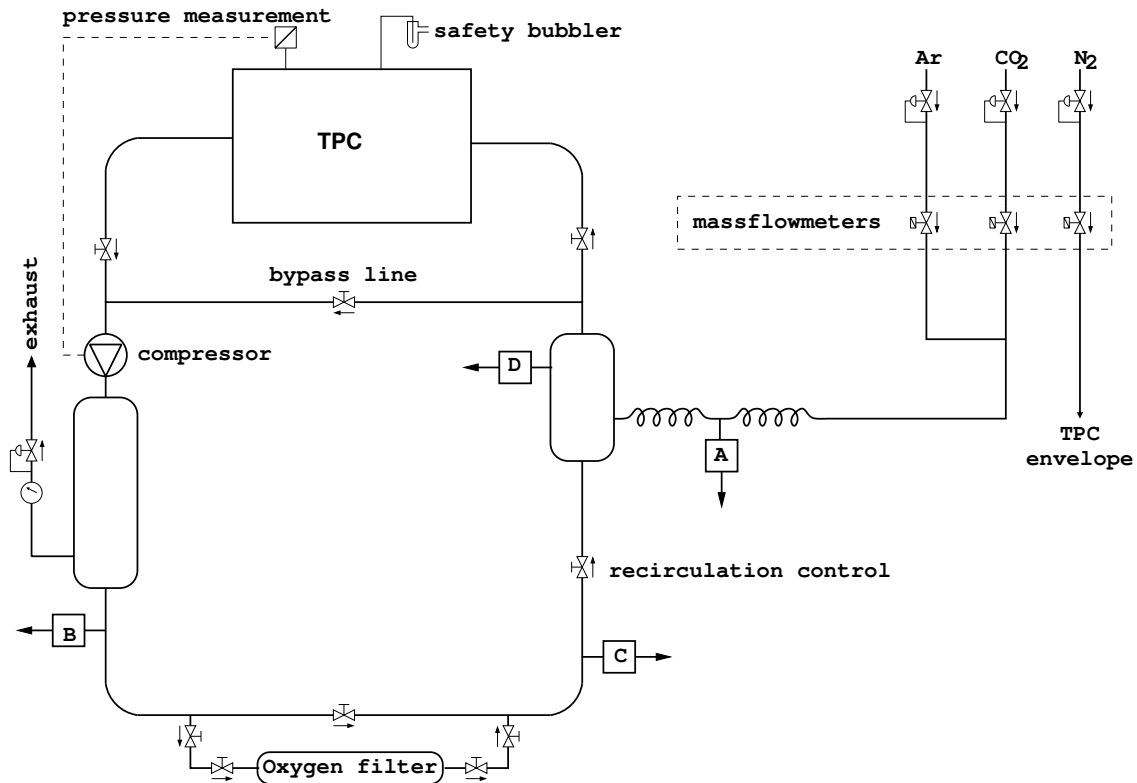 pressure measurement
safety bubbler
Ar
CO2
N2
TPC
massflowmeters
bypass line
exhaust
compressor
D
A
TPC
envelope
recirculation control
B
C
Oxygen filter